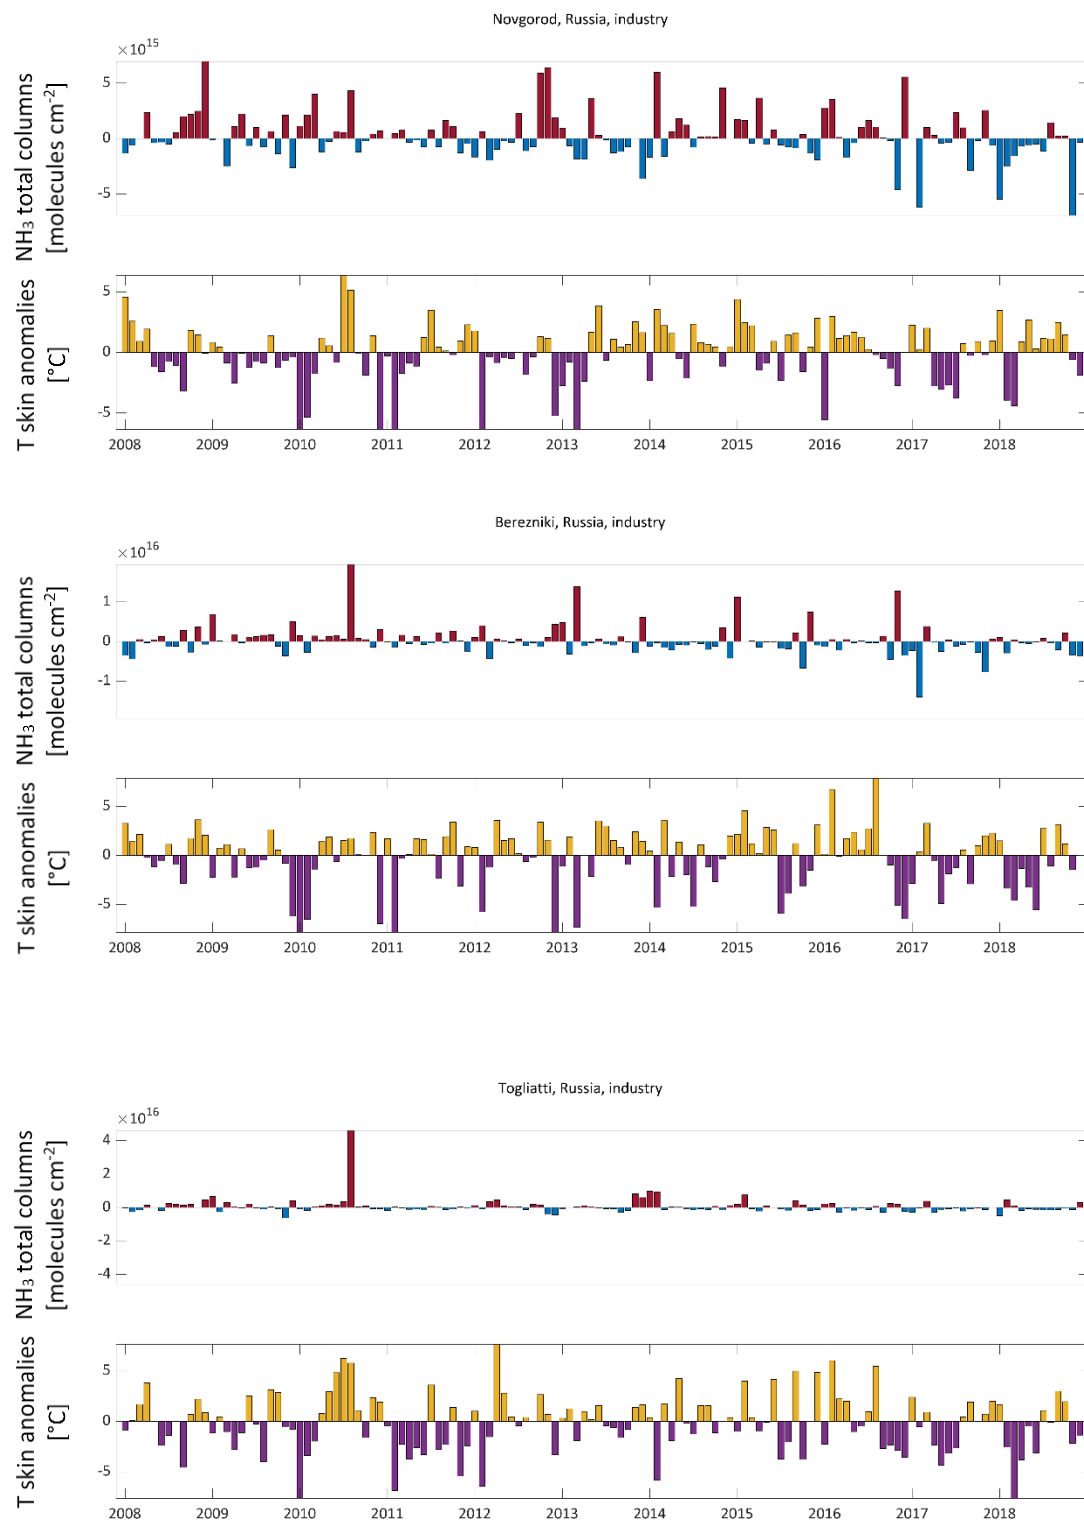 Novgorod, Russia, industry
×10¹⁵
NH₃ total columns
[molecules cm⁻²]
5
0
-5
T skin anomalies
[°C]
5
0
-5
2008 2009 2010 2011 2012 2013 2014 2015 2016 2017 2018
Berezniki, Russia, industry
×10¹⁶
NH₃ total columns
[molecules cm⁻²]
1
0
-1
T skin anomalies
[°C]
5
0
-5
2008 2009 2010 2011 2012 2013 2014 2015 2016 2017 2018
Togliatti, Russia, industry
×10¹⁶
NH₃ total columns
[molecules cm⁻²]
4
2
0
-2
-4
T skin anomalies
[°C]
5
0
-5
2008 2009 2010 2011 2012 2013 2014 2015 2016 2017 2018